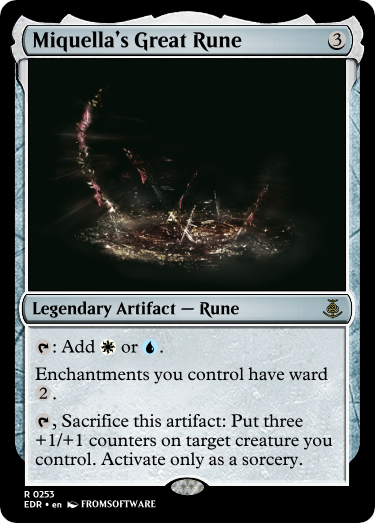 Miquella's Great Rune 3
Legendary Artifact — Rune
: Add or .
Enchantments you control have ward
2 .
, Sacrifice this artifact: Put three
+1/+1 counters on target creature you
control. Activate only as a sorcery.
R 0253
EDR • en FROMSOFTWARE